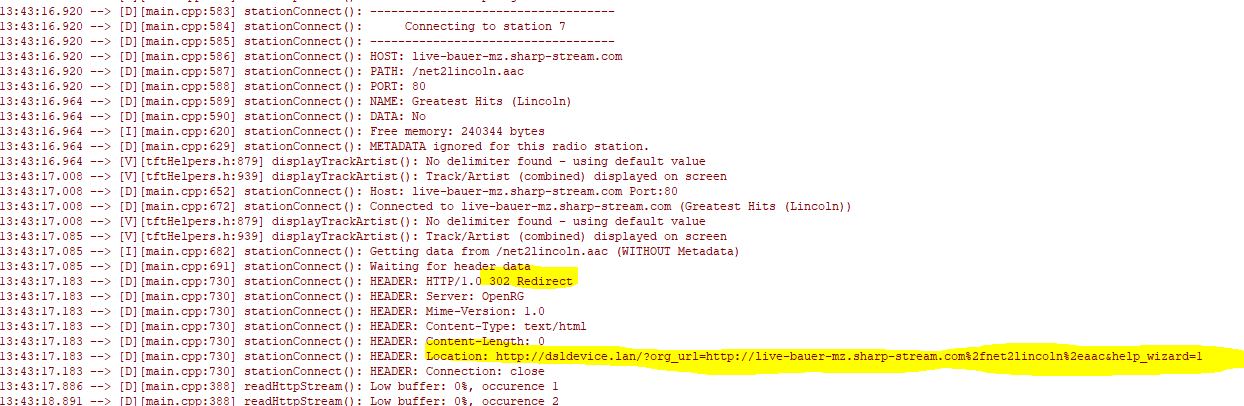 13:43:16.920 --> [D][main.cpp:583] stationConnect(): -----------------------------------
13:43:16.920 --> [D][main.cpp:584] stationConnect():      Connecting to station 7
13:43:16.920 --> [D][main.cpp:585] stationConnect(): -----------------------------------
13:43:16.920 --> [D][main.cpp:586] stationConnect(): HOST: live-bauer-mz.sharp-stream.com
13:43:16.920 --> [D][main.cpp:587] stationConnect(): PATH: /net2lincoln.aac
13:43:16.920 --> [D][main.cpp:588] stationConnect(): PORT: 80
13:43:16.964 --> [D][main.cpp:589] stationConnect(): NAME: Greatest Hits (Lincoln)
13:43:16.964 --> [D][main.cpp:590] stationConnect(): DATA: No
13:43:16.964 --> [I][main.cpp:620] stationConnect(): Free memory: 240344 bytes
13:43:16.964 --> [D][main.cpp:629] stationConnect(): METADATA ignored for this radio station.
13:43:16.964 --> [V][tftHelpers.h:879] displayTrackArtist(): No delimiter found - using default value
13:43:17.008 --> [V][tftHelpers.h:939] displayTrackArtist(): Track/Artist (combined) displayed on screen
13:43:17.008 --> [D][main.cpp:652] stationConnect(): Host: live-bauer-mz.sharp-stream.com Port:80
13:43:17.008 --> [D][main.cpp:672] stationConnect(): Connected to live-bauer-mz.sharp-stream.com (Greatest Hits (Lincoln))
13:43:17.008 --> [V][tftHelpers.h:879] displayTrackArtist(): No delimiter found - using default value
13:43:17.085 --> [V][tftHelpers.h:939] displayTrackArtist(): Track/Artist (combined) displayed on screen
13:43:17.085 --> [I][main.cpp:682] stationConnect(): Getting data from /net2lincoln.aac (WITHOUT Metadata)
13:43:17.085 --> [D][main.cpp:691] stationConnect(): Waiting for header data
13:43:17.183 --> [D][main.cpp:730] stationConnect(): HEADER: HTTP/1.0 302 Redirect
13:43:17.183 --> [D][main.cpp:730] stationConnect(): HEADER: Server: OpenRG
13:43:17.183 --> [D][main.cpp:730] stationConnect(): HEADER: Mime-Version: 1.0
13:43:17.183 --> [D][main.cpp:730] stationConnect(): HEADER: Content-Type: text/html
13:43:17.183 --> [D][main.cpp:730] stationConnect(): HEADER: Content-Length: 0
13:43:17.183 --> [D][main.cpp:730] stationConnect(): HEADER: Location: http://dsldevice.lan/?org_url=http://live-bauer-mz.sharp-stream.com%2fnet2lincoln%2eaac&help_wizard=1
13:43:17.183 --> [D][main.cpp:730] stationConnect(): HEADER: Connection: close
13:43:17.886 --> [D][main.cpp:388] readHttpStream(): Low buffer: 0%, occurence 1
13:43:18.891 --> [D][main.cpp:388] readHttpStream(): Low buffer: 0%, occurence 2